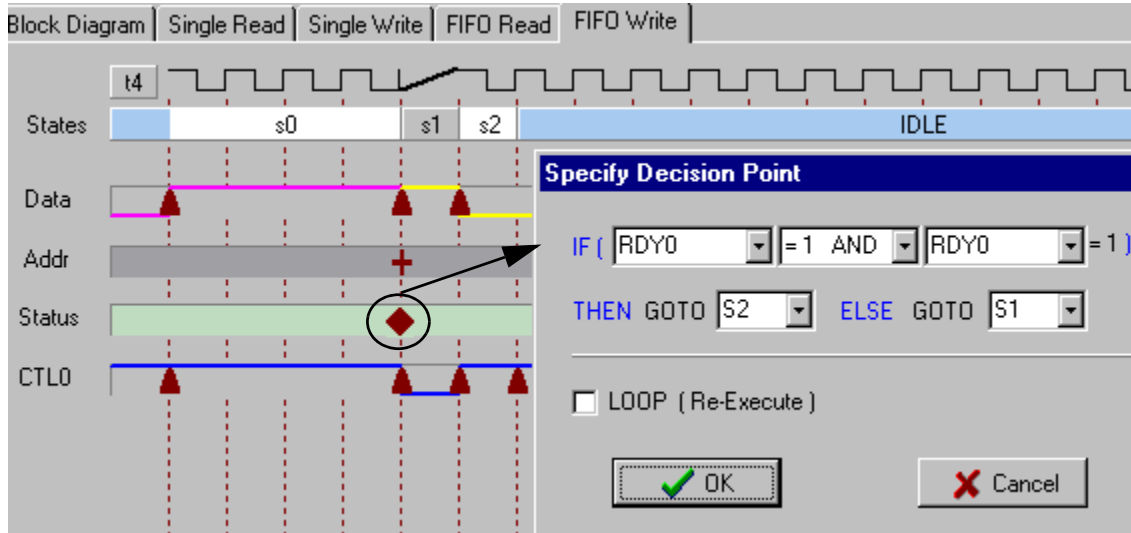 Block Diagram Single Read Single Write FIFO Read FIFO Write
t4
States s0 s1 s2 IDLE
Specify Decision Point
Data
IF ( RDY0 = 1 AND RDY0 = 1 )
Addr
Status
THEN GOTO S2 ELSE GOTO S1
CTL0
LOOP ( Re-Execute )
OK Cancel